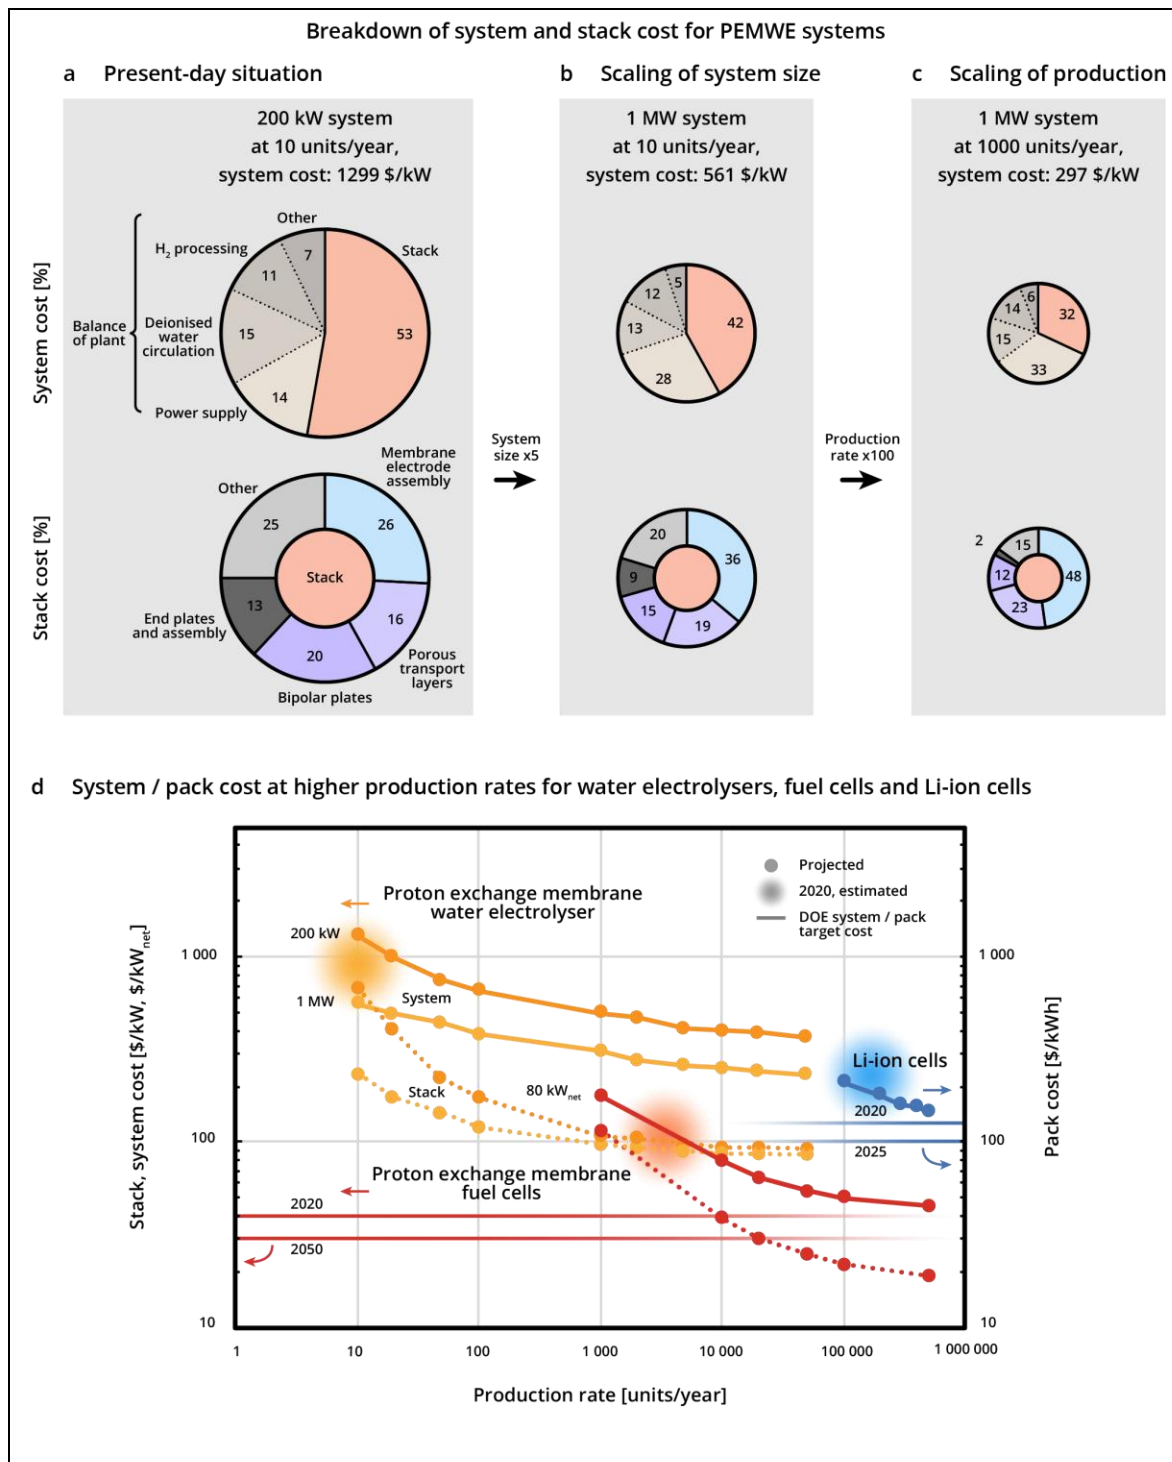 Breakdown of system and stack cost for PEMWE systems
a Present-day situation
b Scaling of system size
c Scaling of production
200 kW system
at 10 units/year,
system cost: 1299 $/kW
1 MW system
at 10 units/year,
system cost: 561 $/kW
1 MW system
at 1000 units/year,
system cost: 297 $/kW
System cost [%]
Balance
of plant
Other
H₂ processing
Deionised
water
circulation
Power supply
Stack
7
11
15
14
53
5
12
13
28
42
6
14
15
33
32
System
size x5
Production
rate x100
Stack cost [%]
Membrane
electrode
assembly
Other
End plates
and assembly
Bipolar plates
Porous
transport
layers
Stack
25
26
13
16
20
20
36
9
15
19
2
15
12
48
23
d System / pack cost at higher production rates for water electrolysers, fuel cells and Li-ion cells
Stack, system cost [$/kW, $/kWnet]
Pack cost [$/kWh]
Projected
2020, estimated
DOE system / pack
target cost
Proton exchange membrane
water electrolyser
200 kW
1 MW
System
Stack
80 kWnet
Li-ion cells
2020
2025
Proton exchange membrane
fuel cells
2020
2050
1 000
100
10
1 000
100
10
1
10
100
1 000
10 000
100 000
1 000 000
Production rate [units/year]